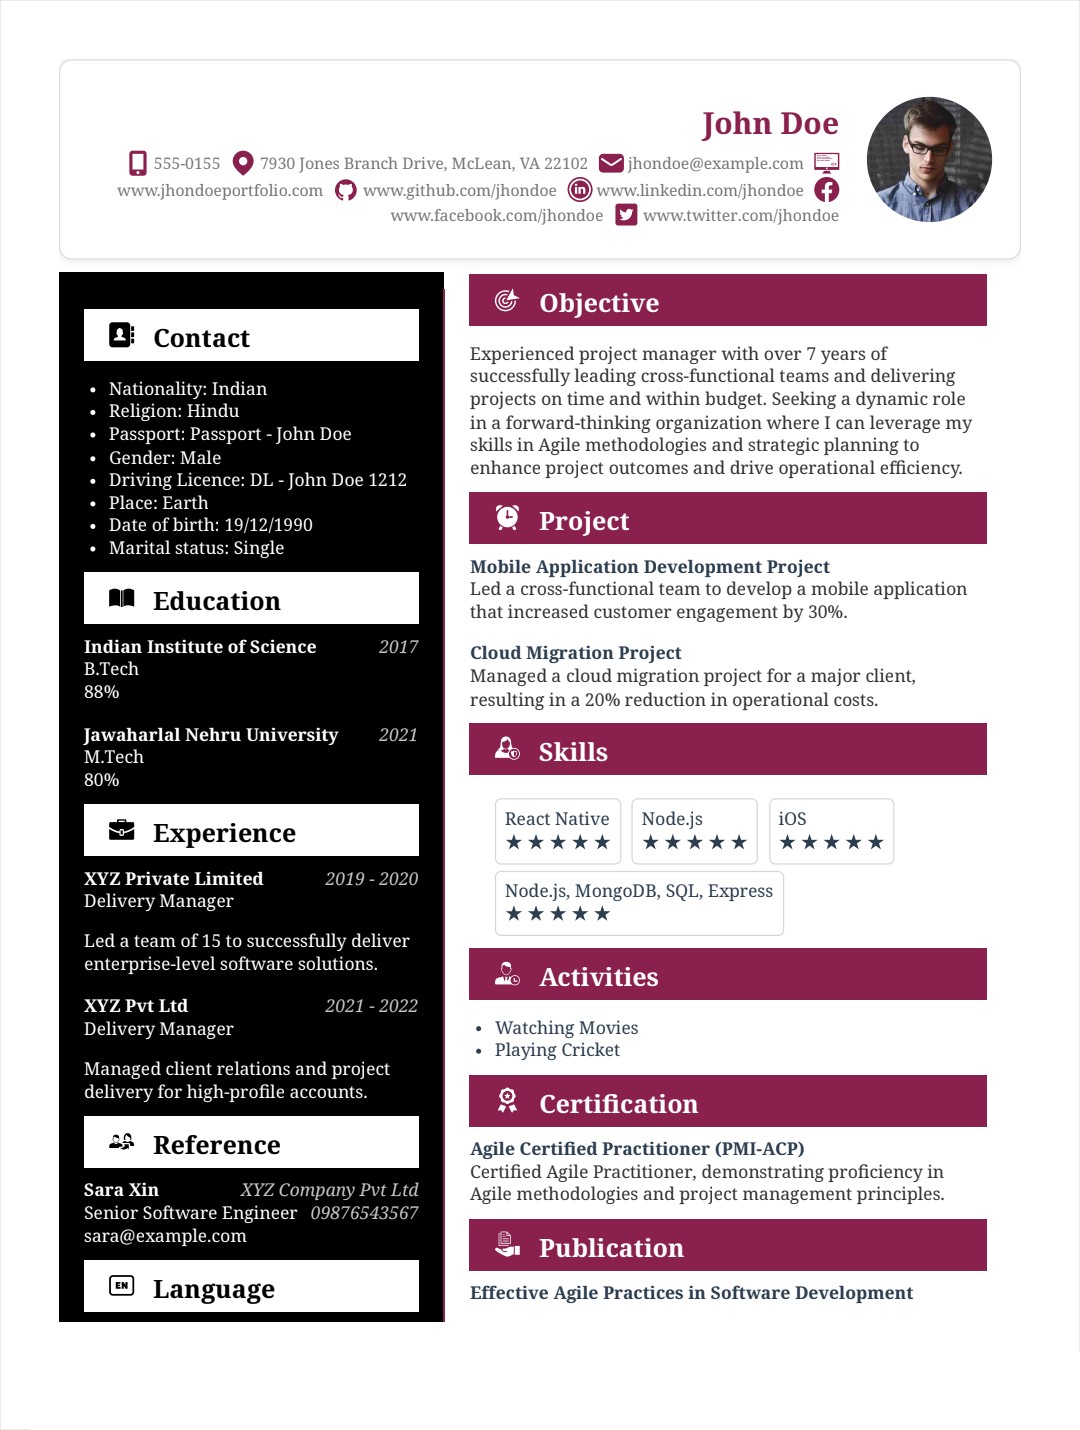 John Doe
555-0155 7930 Jones Branch Drive, McLean, VA 22102 jhondoe@example.com
www.jhondoeportfolio.com www.github.com/jhondoe www.linkedin.com/jhondoe
www.facebook.com/jhondoe www.twitter.com/jhondoe
Contact
Nationality: Indian
Religion: Hindu
Passport: Passport - John Doe
Gender: Male
Driving Licence: DL - John Doe 1212
Place: Earth
Date of birth: 19/12/1990
Marital status: Single
Education
Indian Institute of Science 2017
B.Tech
88%
Jawaharlal Nehru University 2021
M.Tech
80%
Experience
XYZ Private Limited 2019 - 2020
Delivery Manager
Led a team of 15 to successfully deliver
enterprise-level software solutions.
XYZ Pvt Ltd 2021 - 2022
Delivery Manager
Managed client relations and project
delivery for high-profile accounts.
Reference
Sara Xin XYZ Company Pvt Ltd
Senior Software Engineer 09876543567
sara@example.com
EN Language
Objective
Experienced project manager with over 7 years of
successfully leading cross-functional teams and delivering
projects on time and within budget. Seeking a dynamic role
in a forward-thinking organization where I can leverage my
skills in Agile methodologies and strategic planning to
enhance project outcomes and drive operational efficiency.
Project
Mobile Application Development Project
Led a cross-functional team to develop a mobile application
that increased customer engagement by 30%.
Cloud Migration Project
Managed a cloud migration project for a major client,
resulting in a 20% reduction in operational costs.
Skills
React Native Node.js iOS
★★★★★ ★★★★★ ★★★★★
Node.js, MongoDB, SQL, Express
★★★★★
Activities
Watching Movies
Playing Cricket
Certification
Agile Certified Practitioner (PMI-ACP)
Certified Agile Practitioner, demonstrating proficiency in
Agile methodologies and project management principles.
Publication
Effective Agile Practices in Software Development